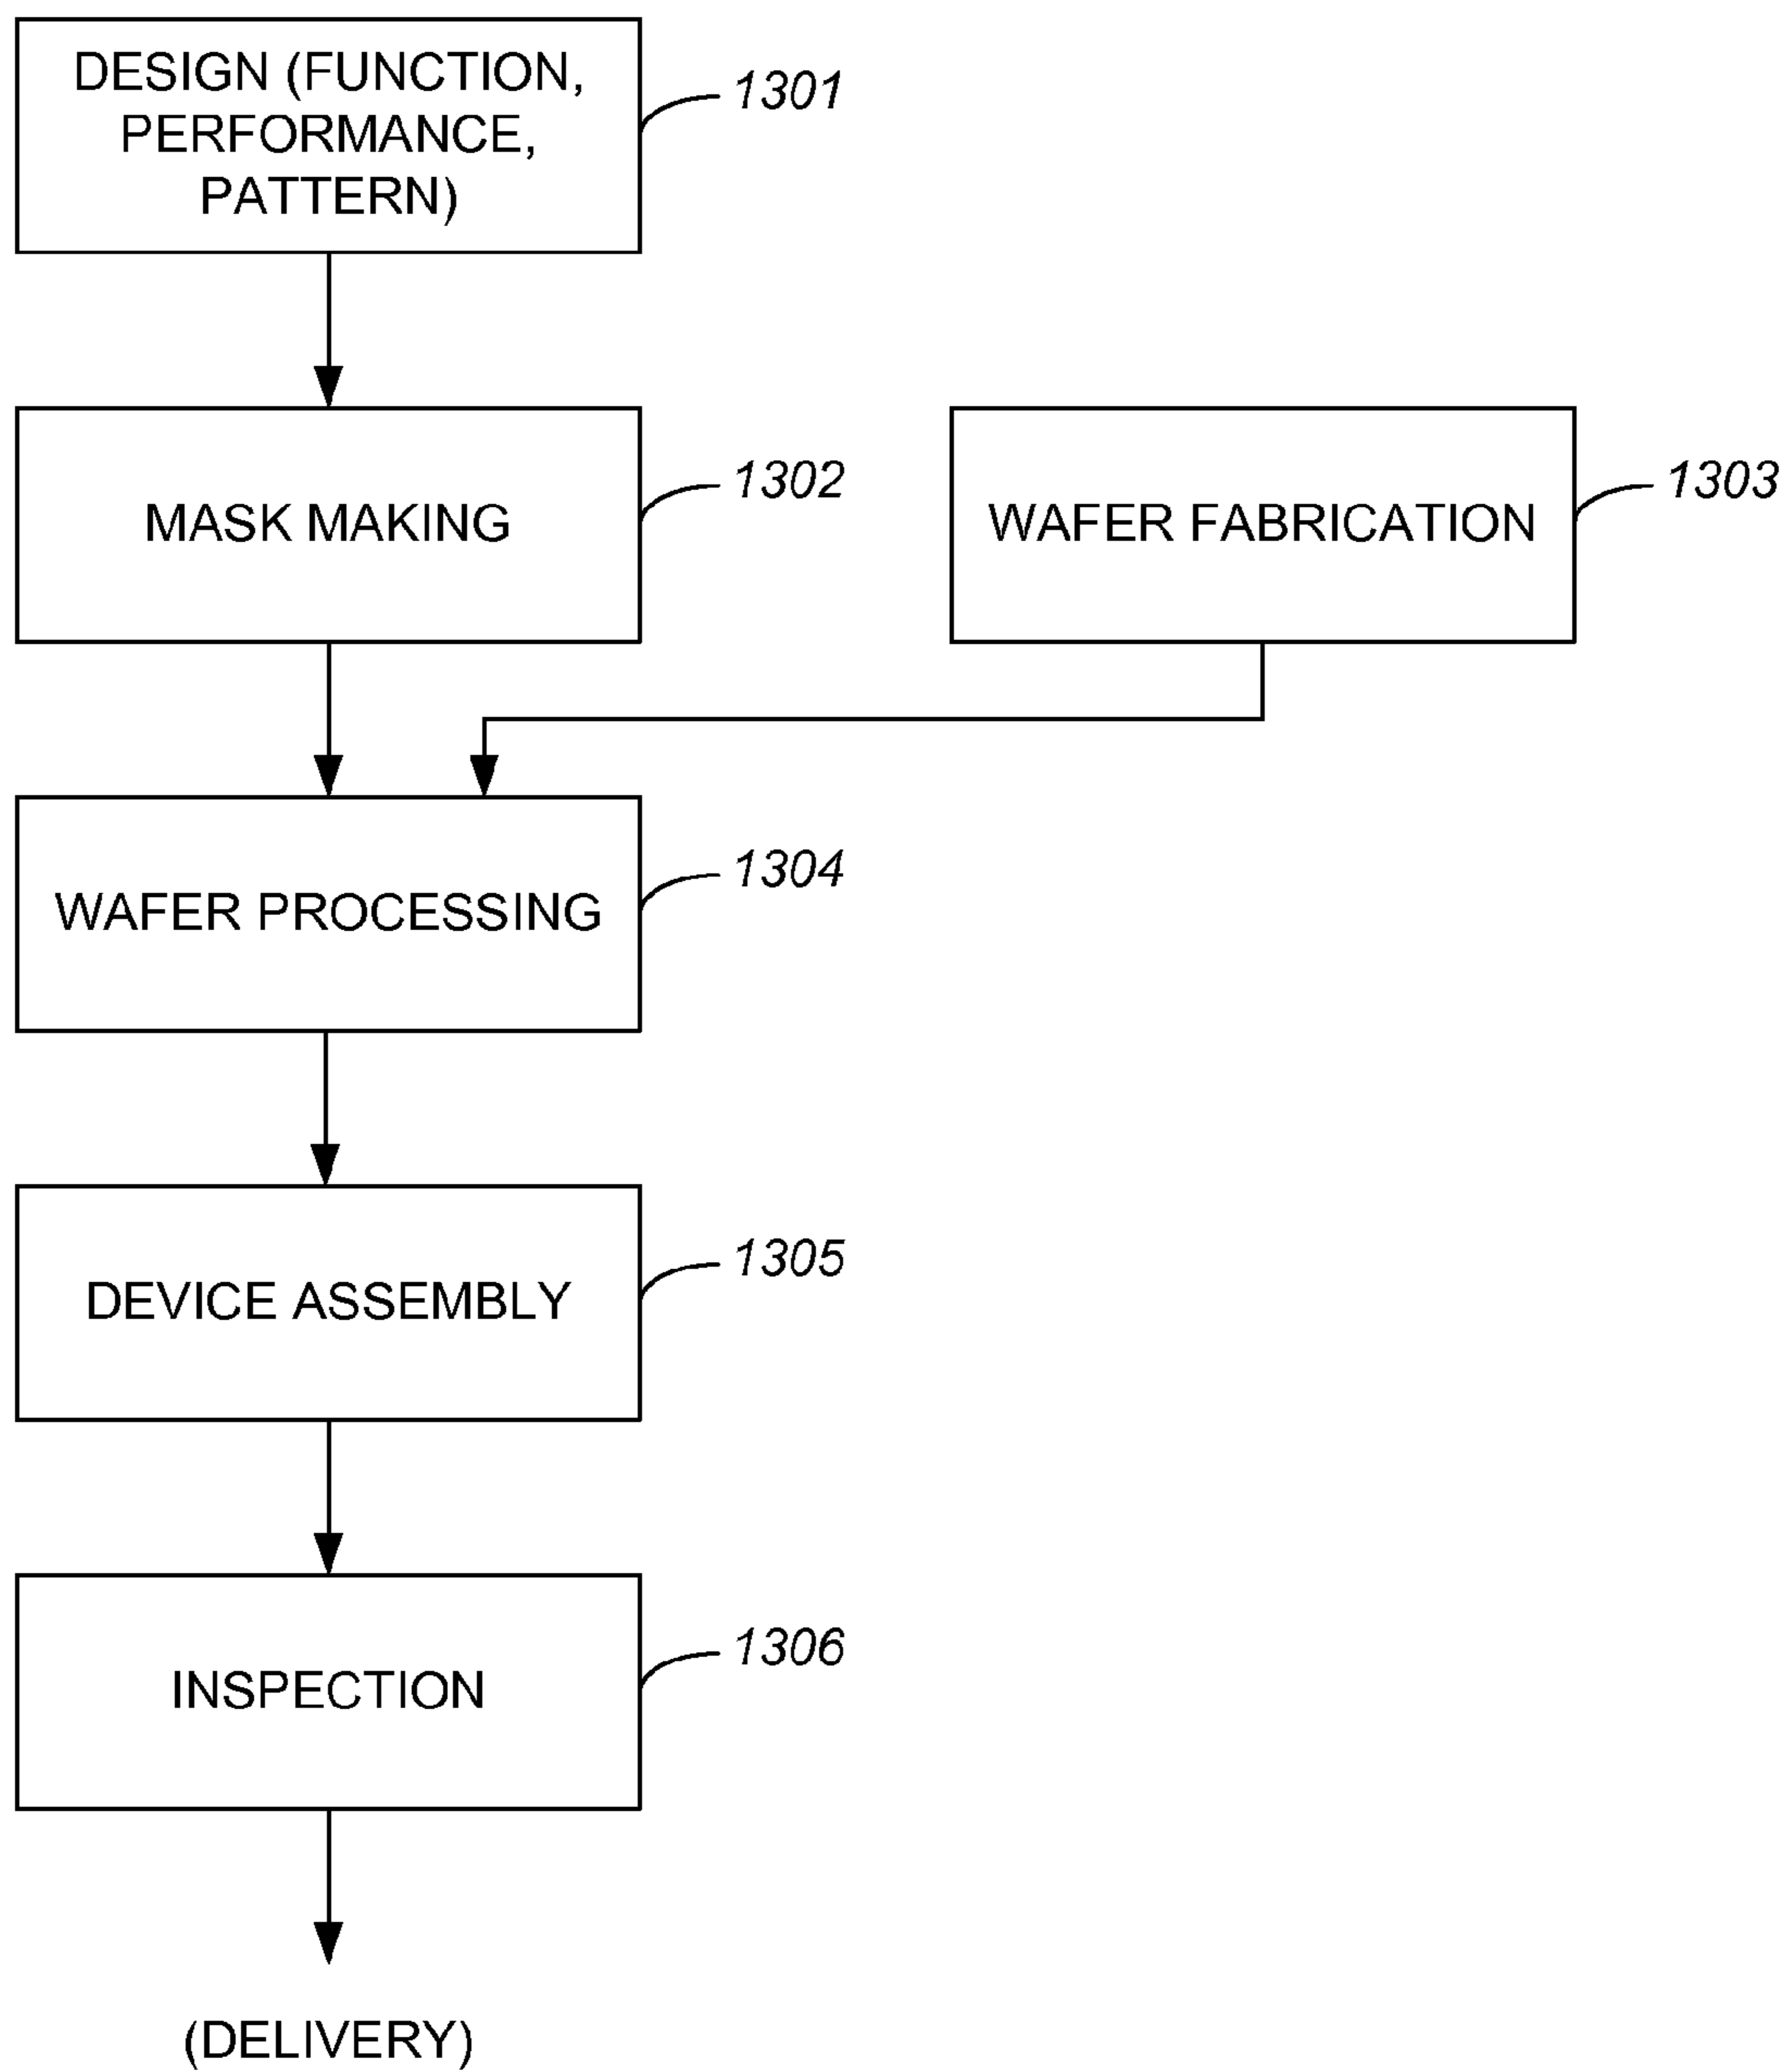 DESIGN (FUNCTION,
PERFORMANCE,
PATTERN)
1301
MASK MAKING
1302
WAFER FABRICATION
1303
WAFER PROCESSING
1304
DEVICE ASSEMBLY
1305
INSPECTION
1306
(DELIVERY)